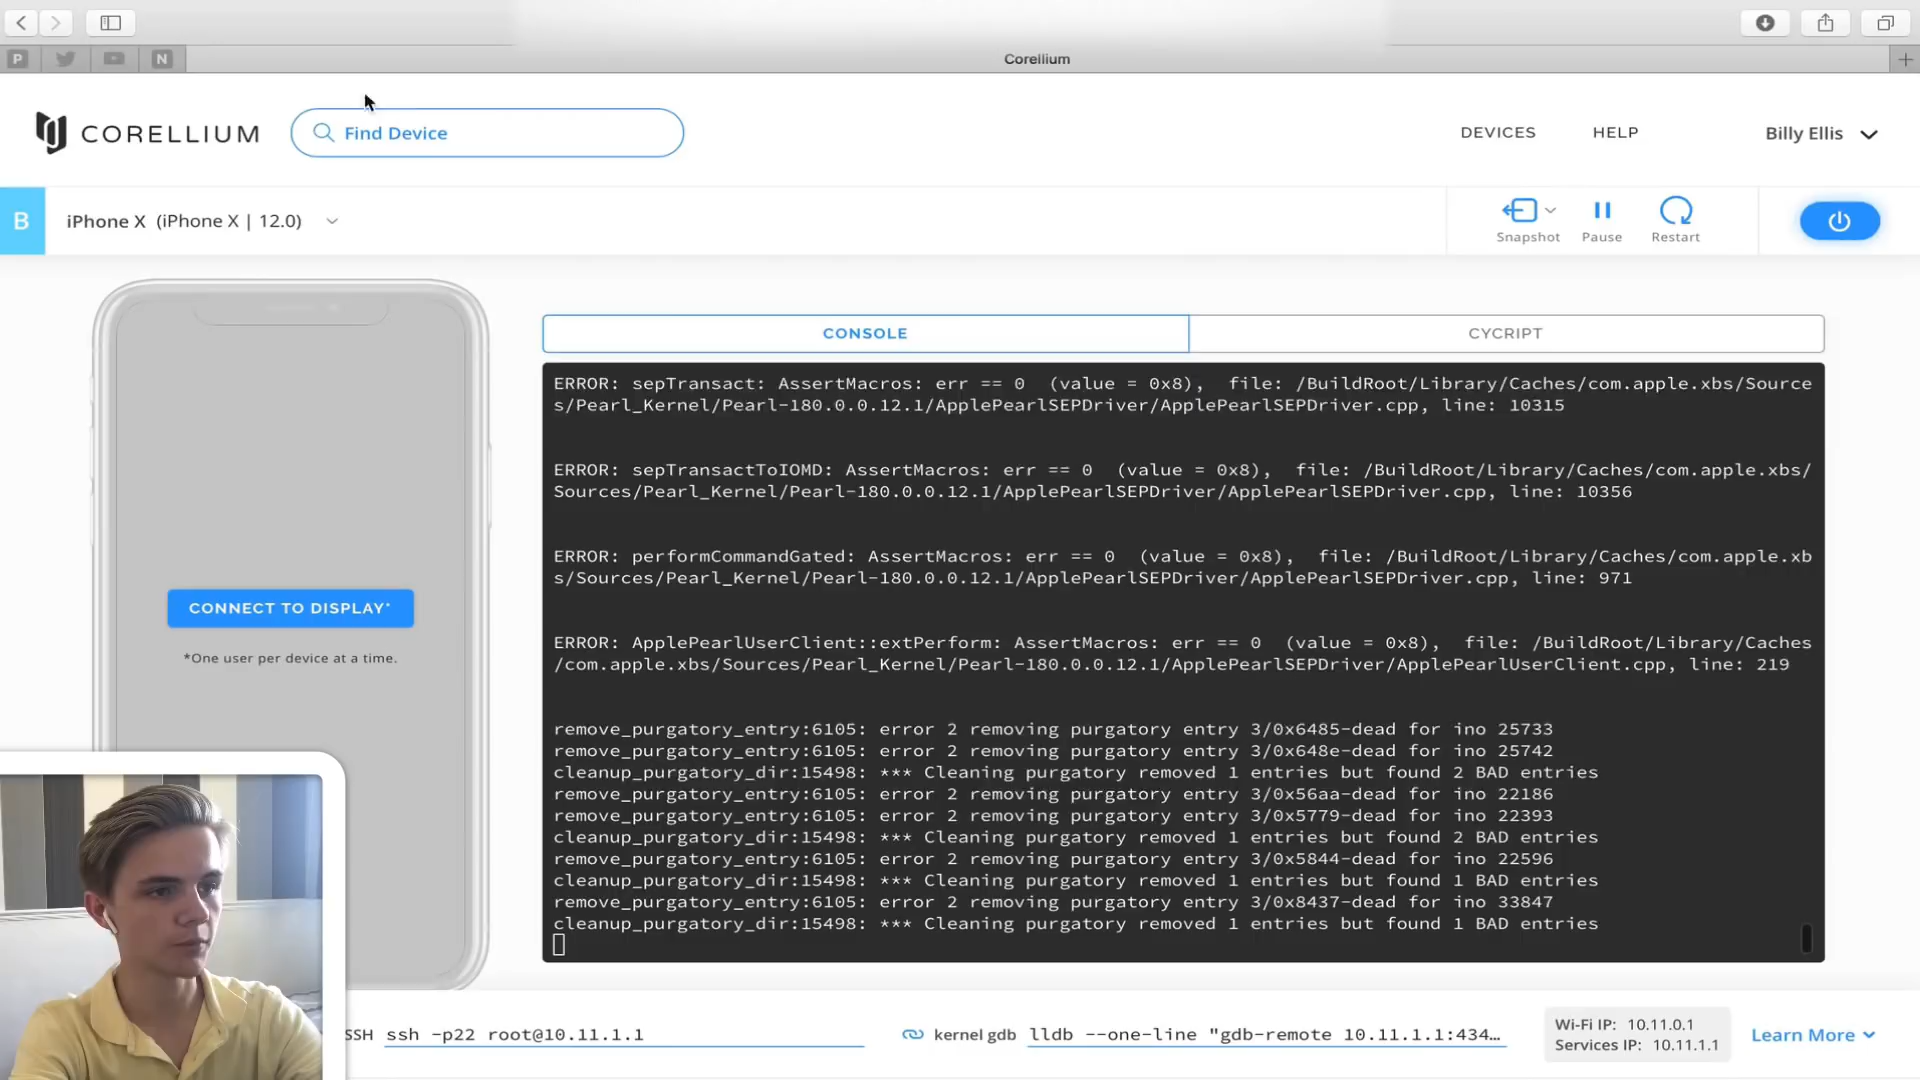 P
N
Corellium
CORELLIUM
Find Device
DEVICES
HELP
Billy Ellis
B
iPhone X (iPhone X | 12.0)
Snapshot
Pause
Restart
CONNECT TO DISPLAY*
*One user per device at a time.
CONSOLE
CYCRIPT
ERROR: sepTransact: AssertMacros: err == 0  (value = 0x8),  file: /BuildRoot/Library/Caches/com.apple.xbs/Source
s/Pearl_Kernel/Pearl-180.0.0.12.1/ApplePearlSEPDriver/ApplePearlSEPDriver.cpp, line: 10315
ERROR: sepTransactToIOMD: AssertMacros: err == 0  (value = 0x8),  file: /BuildRoot/Library/Caches/com.apple.xbs/
Sources/Pearl_Kernel/Pearl-180.0.0.12.1/ApplePearlSEPDriver/ApplePearlSEPDriver.cpp, line: 10356
ERROR: performCommandGated: AssertMacros: err == 0  (value = 0x8),  file: /BuildRoot/Library/Caches/com.apple.xb
s/Sources/Pearl_Kernel/Pearl-180.0.0.12.1/ApplePearlSEPDriver/ApplePearlSEPDriver.cpp, line: 971
ERROR: ApplePearlUserClient::extPerform: AssertMacros: err == 0  (value = 0x8),  file: /BuildRoot/Library/Caches
/com.apple.xbs/Sources/Pearl_Kernel/Pearl-180.0.0.12.1/ApplePearlSEPDriver/ApplePearlUserClient.cpp, line: 219
remove_purgatory_entry:6105: error 2 removing purgatory entry 3/0x6485-dead for ino 25733
remove_purgatory_entry:6105: error 2 removing purgatory entry 3/0x648e-dead for ino 25742
cleanup_purgatory_dir:15498: *** Cleaning purgatory removed 1 entries but found 2 BAD entries
remove_purgatory_entry:6105: error 2 removing purgatory entry 3/0x56aa-dead for ino 22186
remove_purgatory_entry:6105: error 2 removing purgatory entry 3/0x5779-dead for ino 22393
cleanup_purgatory_dir:15498: *** Cleaning purgatory removed 1 entries but found 2 BAD entries
remove_purgatory_entry:6105: error 2 removing purgatory entry 3/0x5844-dead for ino 22596
cleanup_purgatory_dir:15498: *** Cleaning purgatory removed 1 entries but found 1 BAD entries
remove_purgatory_entry:6105: error 2 removing purgatory entry 3/0x8437-dead for ino 33847
cleanup_purgatory_dir:15498: *** Cleaning purgatory removed 1 entries but found 1 BAD entries
SSH ssh -p22 root@10.11.1.1
kernel gdb lldb --one-line "gdb-remote 10.11.1.1:434...
Wi-Fi IP: 10.11.0.1
Services IP: 10.11.1.1
Learn More